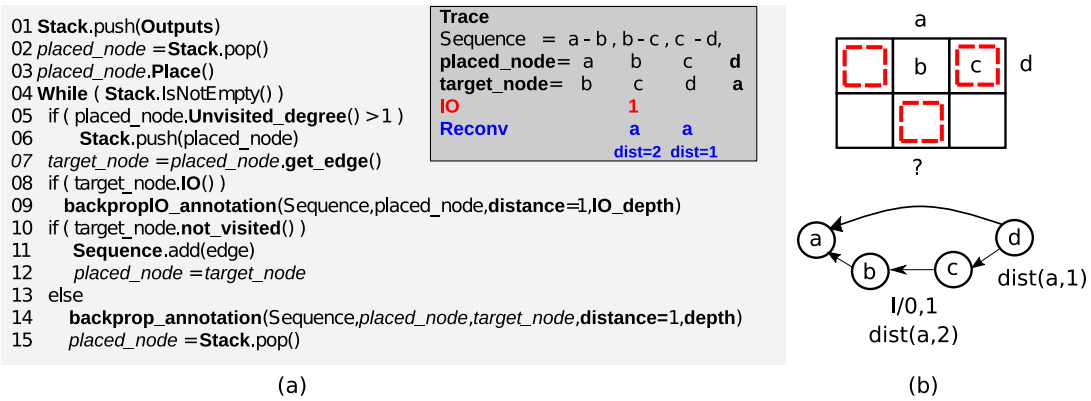 01 Stack.push(Outputs)
02 placed_node = Stack.pop()
03 placed_node.Place()
04 While ( Stack.IsNotEmpty() )
05 if ( placed_node.Unvisited_degree() > 1 )
06 Stack.push(placed_node)
07 target_node = placed_node.get_edge()
08 if ( target_node.IO() )
09 backpropIO_annotation(Sequence,placed_node,distance=1,IO_depth)
10 if ( target_node.not_visited() )
11 Sequence.add(edge)
12 placed_node = target_node
13 else
14 backprop_annotation(Sequence,placed_node,target_node,distance=1,depth)
15 placed_node = Stack.pop()
Trace
Sequence = a - b , b - c , c - d,
placed_node= a b c d
target_node= b c d a
IO 1
Reconv a a
dist=2 dist=1
(a)
a
b c d
?
a d
b c
dist(a,1)
I/0,1
dist(a,2)
(b)